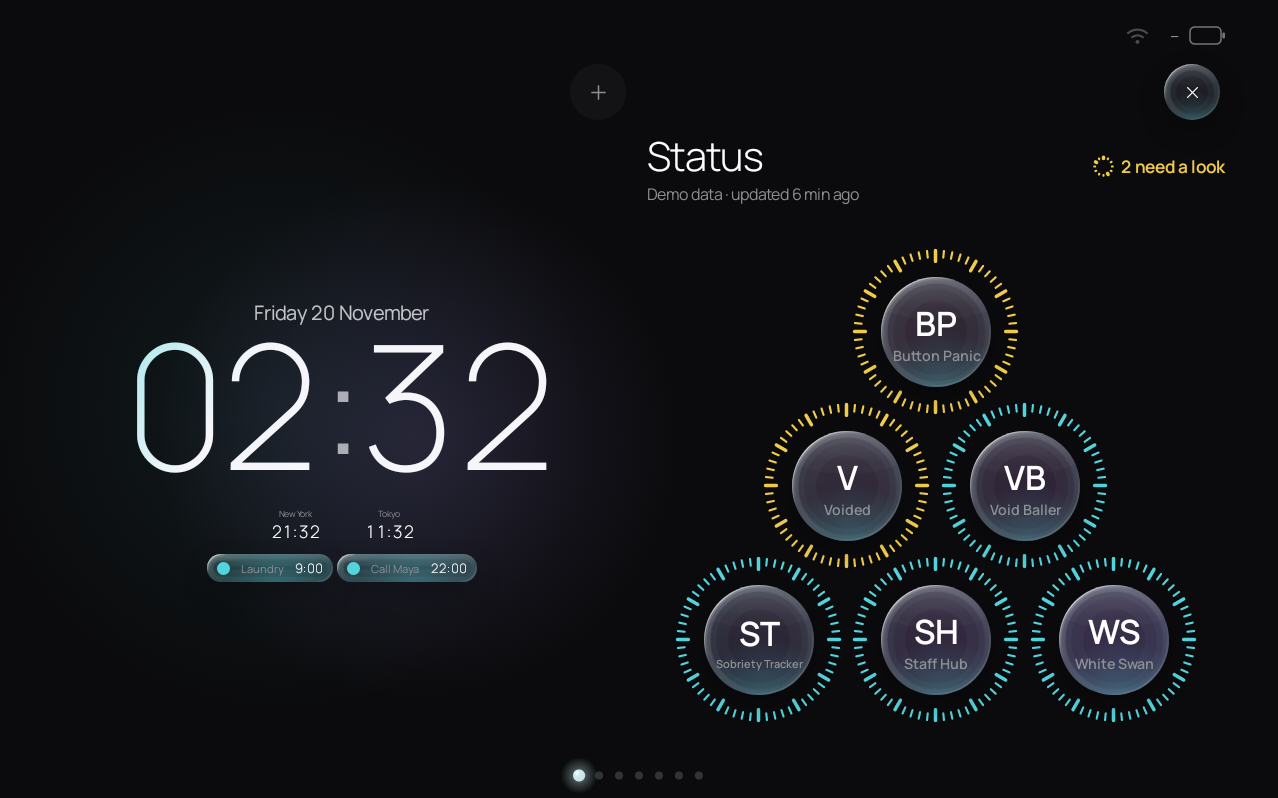 –
Status
2 need a look
Demo data · updated 6 min ago
Friday 20 November
02:32
New York
21:32
Tokyo
11:32
Laundry 9:00
Call Maya 22:00
BP
Button Panic
V
Voided
VB
Void Baller
ST
Sobriety Tracker
SH
Staff Hub
WS
White Swan